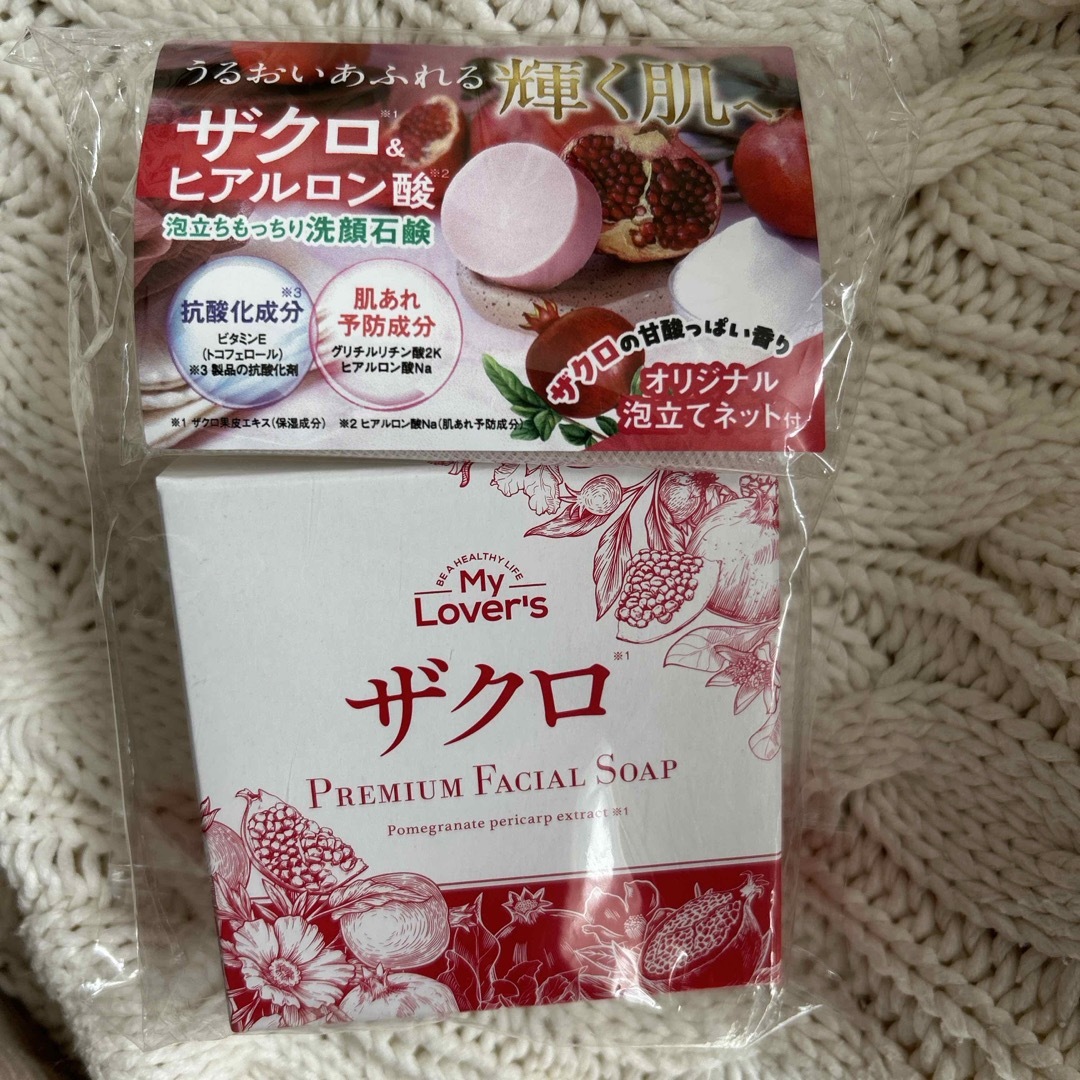 うるおいあふれる輝く肌へ
ザクロ※1
&
ヒアルロン酸※2
泡立ちもっちり洗顔石鹸
抗酸化成分※3
ビタミンE
(トコフェロール)
※3 製品の抗酸化剤
肌あれ
予防成分
グリチルリチン酸2K
ヒアルロン酸Na
ザクロの甘酸っぱい香り
オリジナル
泡立てネット付
※1 ザクロ果皮エキス(保湿成分) ※2 ヒアルロン酸Na(肌あれ予防成分)
BE A HEALTHY LIFE
My
Lover's
ザクロ※1
PREMIUM FACIAL SOAP
Pomegranate pericarp extract ※1